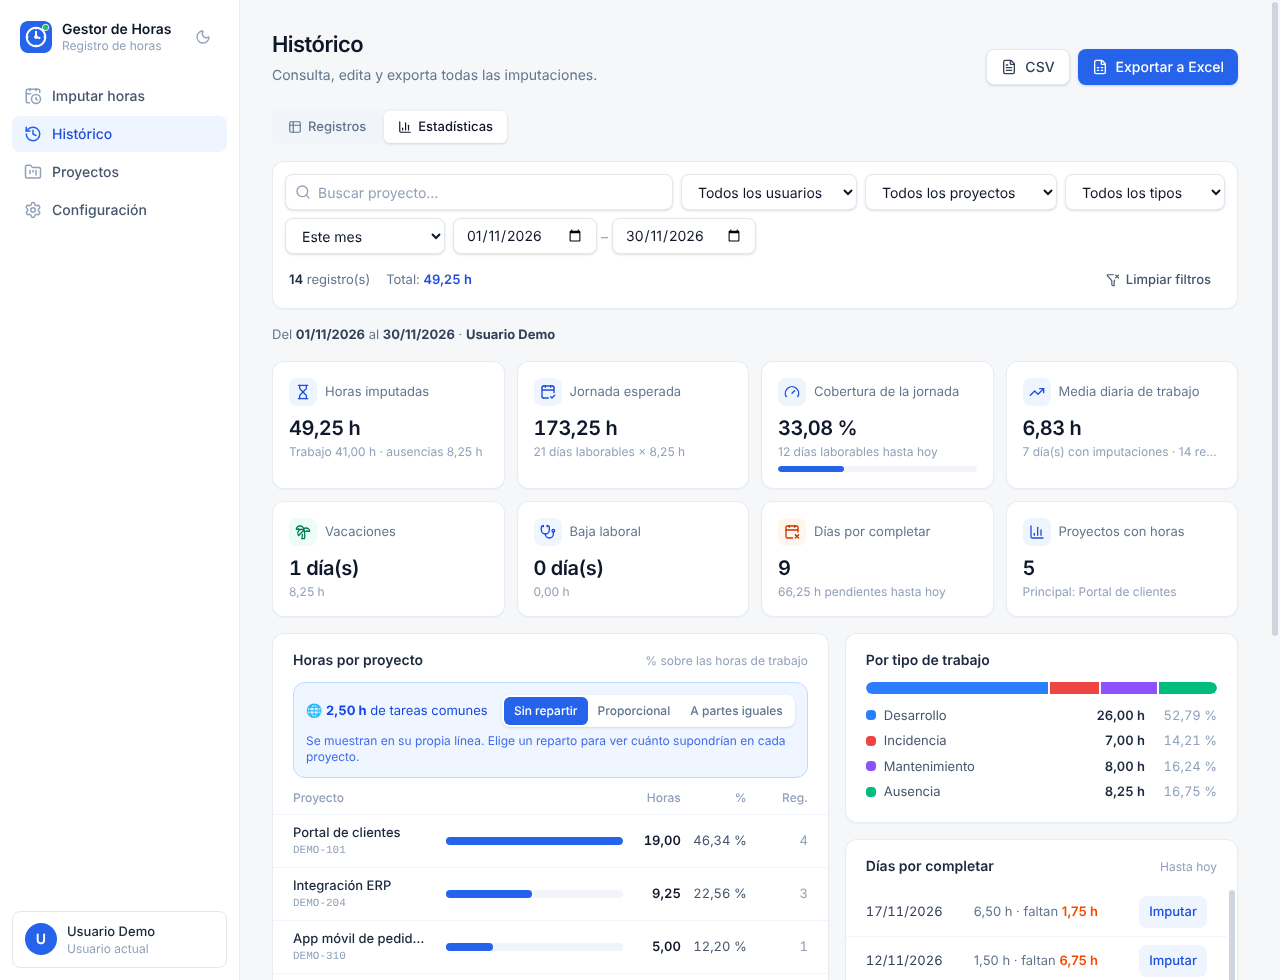 Gestor de Horas
Registro de horas
Imputar horas
Histórico
Proyectos
Configuración
U
Usuario Demo
Usuario actual
Histórico
Consulta, edita y exporta todas las imputaciones.
CSV
Exportar a Excel
Registros
Estadísticas
Buscar proyecto...
Todos los usuarios
Todos los proyectos
Todos los tipos
Este mes
01/11/2026
–
30/11/2026
14 registro(s)
Total: 49,25 h
Limpiar filtros
Del 01/11/2026 al 30/11/2026 · Usuario Demo
Horas imputadas
49,25 h
Trabajo 41,00 h · ausencias 8,25 h
Jornada esperada
173,25 h
21 días laborables × 8,25 h
Cobertura de la jornada
33,08 %
12 días laborables hasta hoy
Media diaria de trabajo
6,83 h
7 día(s) con imputaciones · 14 re...
Vacaciones
1 día(s)
8,25 h
Baja laboral
0 día(s)
0,00 h
Días por completar
9
66,25 h pendientes hasta hoy
Proyectos con horas
5
Principal: Portal de clientes
Horas por proyecto
% sobre las horas de trabajo
2,50 h de tareas comunes
Sin repartir
Proporcional
A partes iguales
Se muestran en su propia línea. Elige un reparto para ver cuánto supondrían en cada
proyecto.
Proyecto Horas % Reg.
Portal de clientes 19,00 46,34 % 4
DEMO-101
Integración ERP 9,25 22,56 % 3
DEMO-204
App móvil de pedid... 5,00 12,20 % 1
DEMO-310
Por tipo de trabajo
Desarrollo 26,00 h 52,79 %
Incidencia 7,00 h 14,21 %
Mantenimiento 8,00 h 16,24 %
Ausencia 8,25 h 16,75 %
Días por completar
Hasta hoy
17/11/2026 6,50 h · faltan 1,75 h Imputar
12/11/2026 1,50 h · faltan 6,75 h Imputar